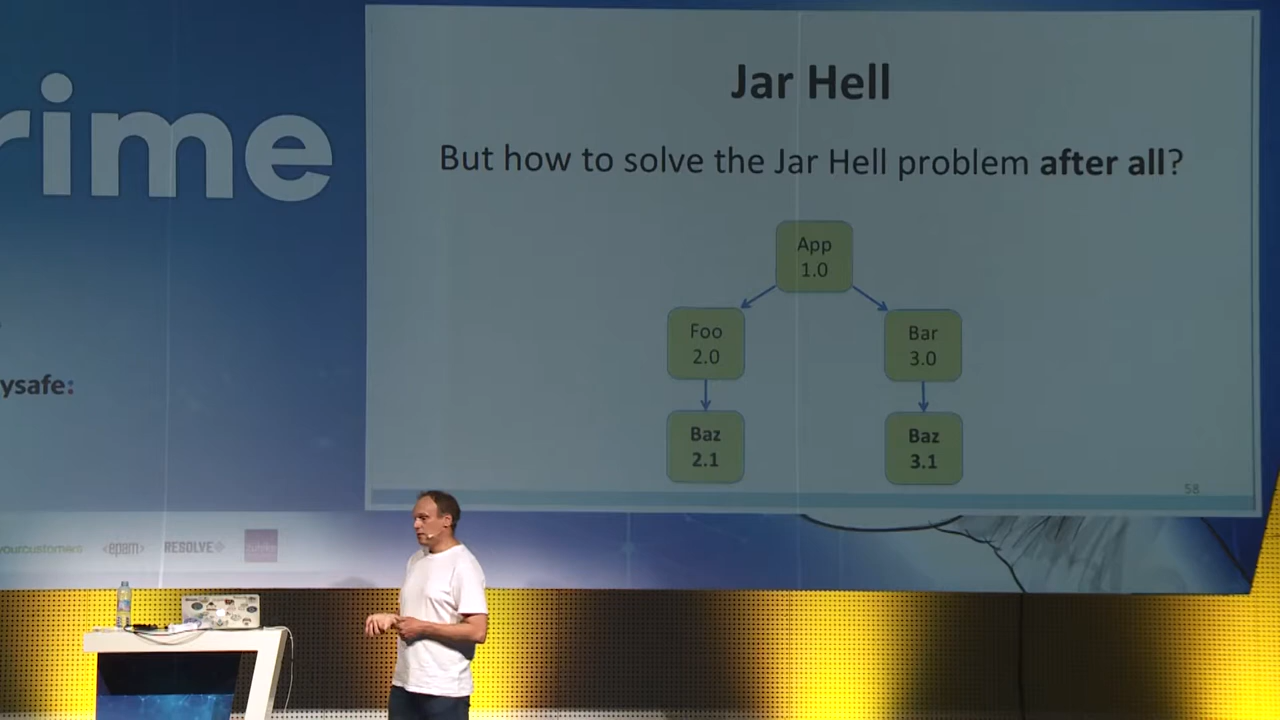 rime
Jar Hell
But how to solve the Jar Hell problem after all?
App
1.0
Foo
2.0
Bar
3.0
Baz
2.1
Baz
3.1
58
ysafe:
yourcustomers
<epam>
RESOLVE